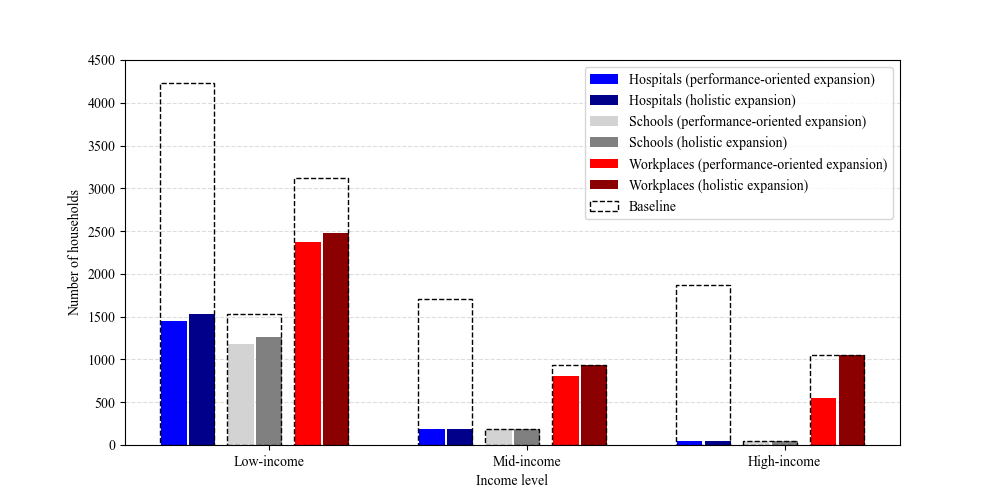 4500
4000
3500
3000
2500
2000
1500
1000
500
0
Number of households
Hospitals (performance-oriented expansion)
Hospitals (holistic expansion)
Schools (performance-oriented expansion)
Schools (holistic expansion)
Workplaces (performance-oriented expansion)
Workplaces (holistic expansion)
Baseline
Low-income
Mid-income
High-income
Income level